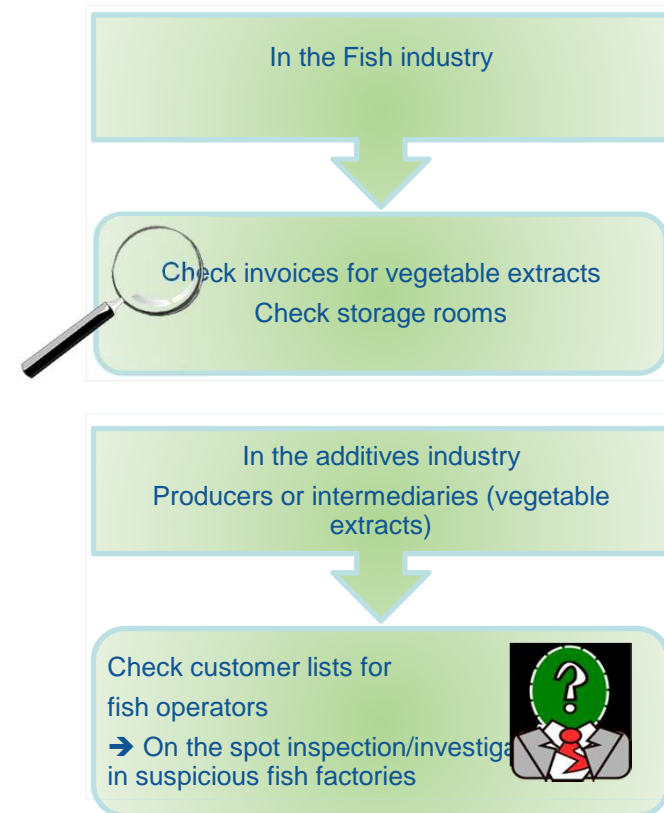 In the Fish industry
Check invoices for vegetable extracts
Check storage rooms
In the additives industry
Producers or intermediaries (vegetable
extracts)
Check customer lists for
fish operators
➔ On the spot inspection/investiga
in suspicious fish factories
?